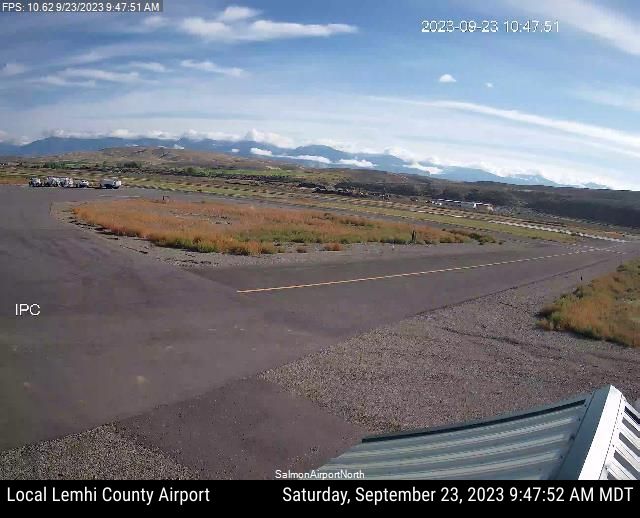 FPS: 10.62 9/23/2023 9:47:51 AM
2023-09-23 10:47:51
IPC
SalmonAirportNorth
Local Lemhi County Airport Saturday, September 23, 2023 9:47:52 AM MDT